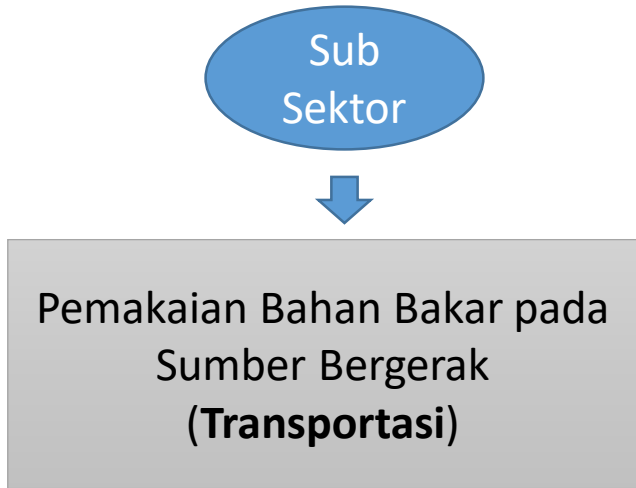 Sub
Sektor
Pemakaian Bahan Bakar pada
Sumber Bergerak
(Transportasi)